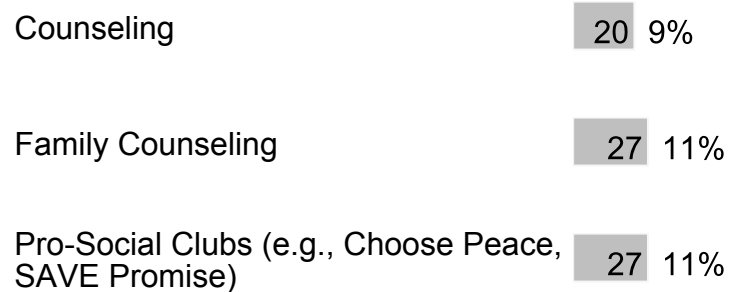 Counseling 20 9%
Family Counseling 27 11%
Pro-Social Clubs (e.g., Choose Peace,
SAVE Promise) 27 11%